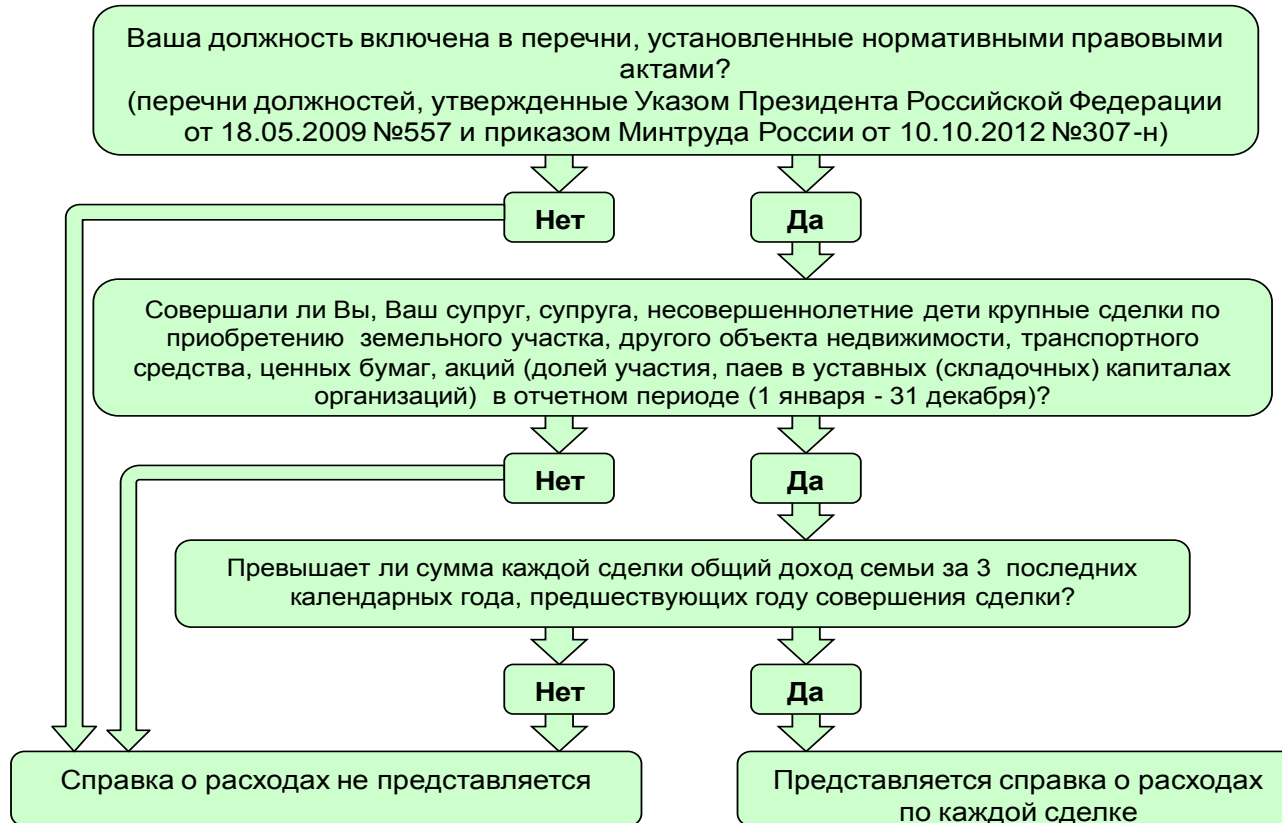 Ваша должность включена в перечни, установленные нормативными правовыми
актами?
(перечни должностей, утвержденные Указом Президента Российской Федерации
от 18.05.2009 №557 и приказом Минтруда России от 10.10.2012 №307-н)
Нет
Да
Совершали ли Вы, Ваш супруг, супруга, несовершеннолетние дети крупные сделки по
приобретению земельного участка, другого объекта недвижимости, транспортного
средства, ценных бумаг, акций (долей участия, паев в уставных (складочных) капиталах
организаций) в отчетном периоде (1 января - 31 декабря)?
Нет
Да
Превышает ли сумма каждой сделки общий доход семьи за 3 последних
календарных года, предшествующих году совершения сделки?
Нет
Да
Справка о расходах не представляется
Представляется справка о расходах
по каждой сделке